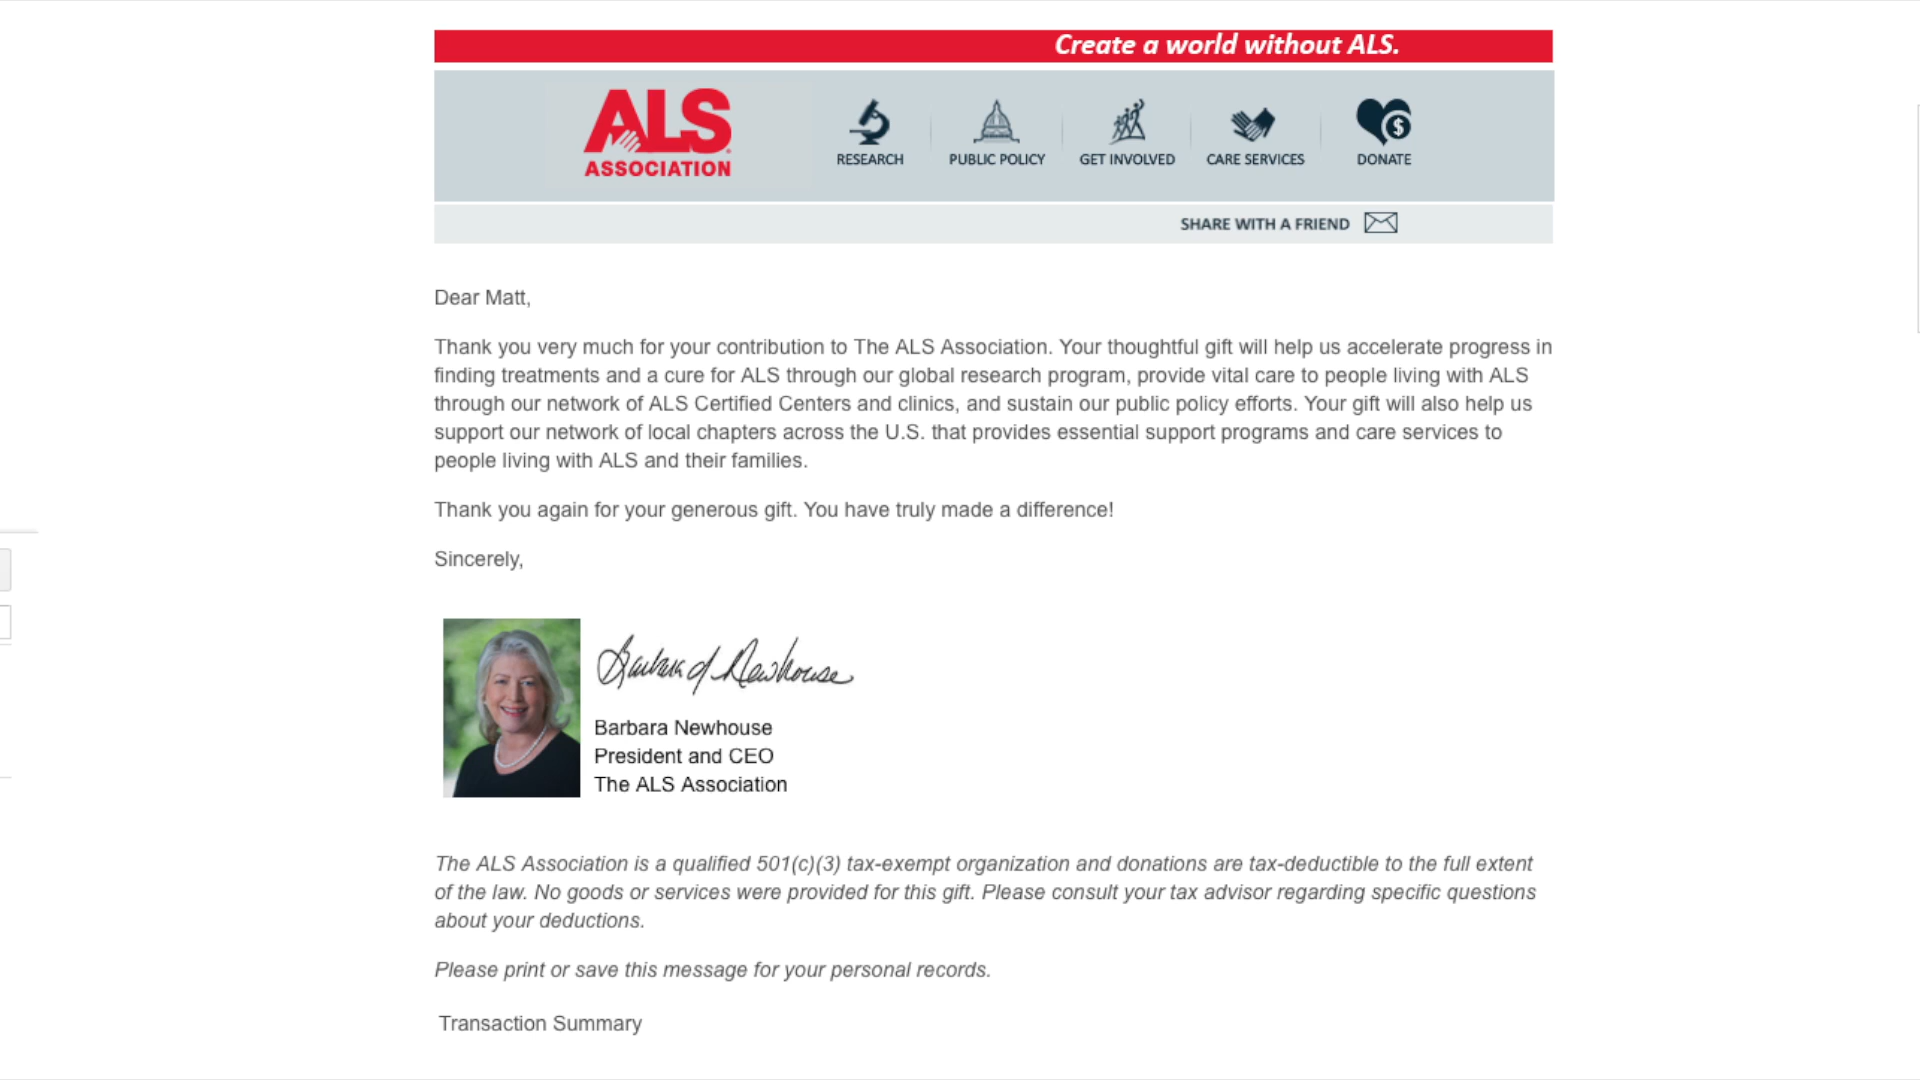 Create a world without ALS.
ALS
ASSOCIATION
RESEARCH
PUBLIC POLICY
GET INVOLVED
CARE SERVICES
DONATE
SHARE WITH A FRIEND
Dear Matt,
Thank you very much for your contribution to The ALS Association. Your thoughtful gift will help us accelerate progress in
finding treatments and a cure for ALS through our global research program, provide vital care to people living with ALS
through our network of ALS Certified Centers and clinics, and sustain our public policy efforts. Your gift will also help us
support our network of local chapters across the U.S. that provides essential support programs and care services to
people living with ALS and their families.
Thank you again for your generous gift. You have truly made a difference!
Sincerely,
Barbara J Newhouse
Barbara Newhouse
President and CEO
The ALS Association
The ALS Association is a qualified 501(c)(3) tax-exempt organization and donations are tax-deductible to the full extent
of the law. No goods or services were provided for this gift. Please consult your tax advisor regarding specific questions
about your deductions.
Please print or save this message for your personal records.
Transaction Summary